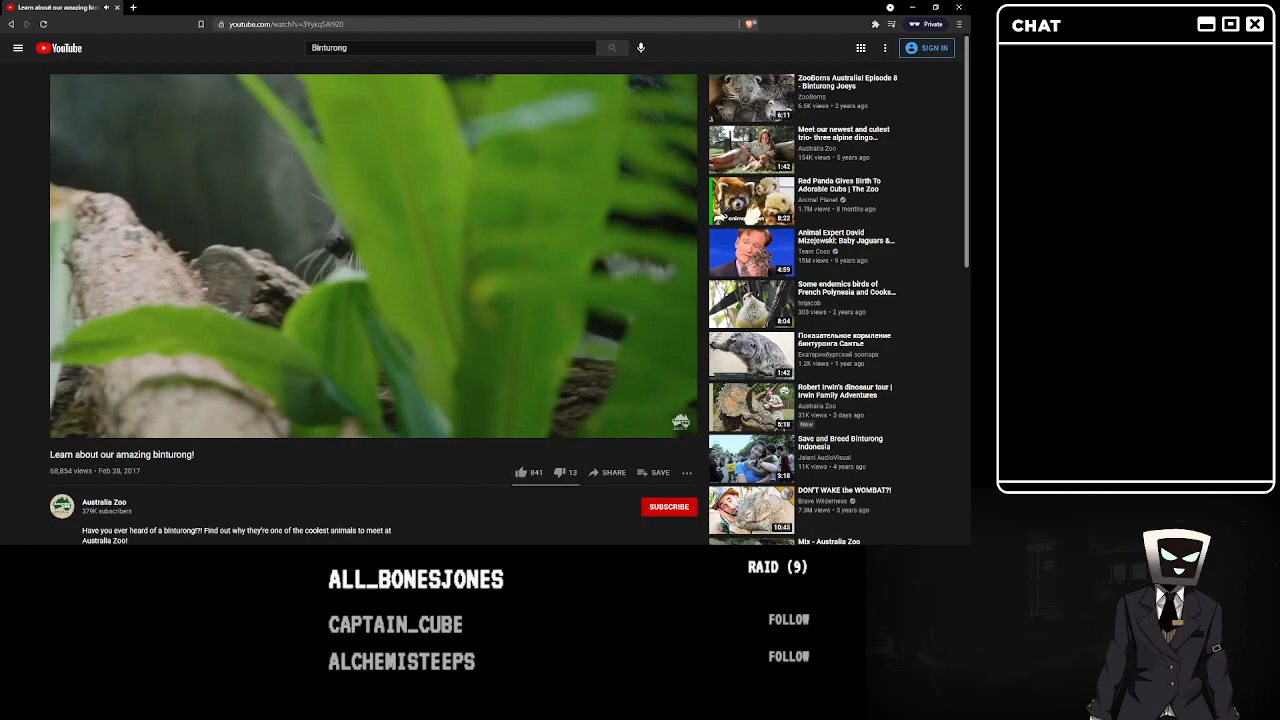 Learn about our amazing bin
youtube.com/watch?v=3YykqSAI920
Private
YouTube
Binturong
SIGN IN
ZooBorns Australia! Episode 8
- Binturong Joeys
ZooBorns
6.6K views • 2 years ago
6:11
Meet our newest and cutest
trio- three alpine dingo...
Australia Zoo
154K views • 5 years ago
1:42
Red Panda Gives Birth To
Adorable Cubs | The Zoo
Animal Planet
1.7M views • 8 months ago
8:22
Animal Expert David
Mizejewski: Baby Jaguars &...
Team Coco
15M views • 9 years ago
4:59
Some endemics birds of
French Polynesia and Cooks...
hnjacob
303 views • 2 years ago
8:04
Показательное кормление
бинтуронга Сантье
Екатеринбургский зоопарк
1.2K views • 1 year ago
1:42
Robert Irwin's dinosaur tour |
Irwin Family Adventures
Australia Zoo
31K views • 3 days ago
New
5:18
Save and Breed Binturong
Indonesia
Jalani AudioVisual
11K views • 4 years ago
3:18
DON'T WAKE the WOMBAT?!
Brave Wilderness
7.3M views • 3 years ago
10:45
Mix - Australia Zoo
Learn about our amazing binturong!
68,854 views • Feb 28, 2017
841
13
SHARE
SAVE
Australia Zoo
379K subscribers
SUBSCRIBE
Have you ever heard of a binturong!?! Find out why they're one of the coolest animals to meet at
Australia Zoo!
CHAT
ALL_BONESJONES RAID (9)
CAPTAIN_CUBE FOLLOW
ALCHEMISTEEPS FOLLOW